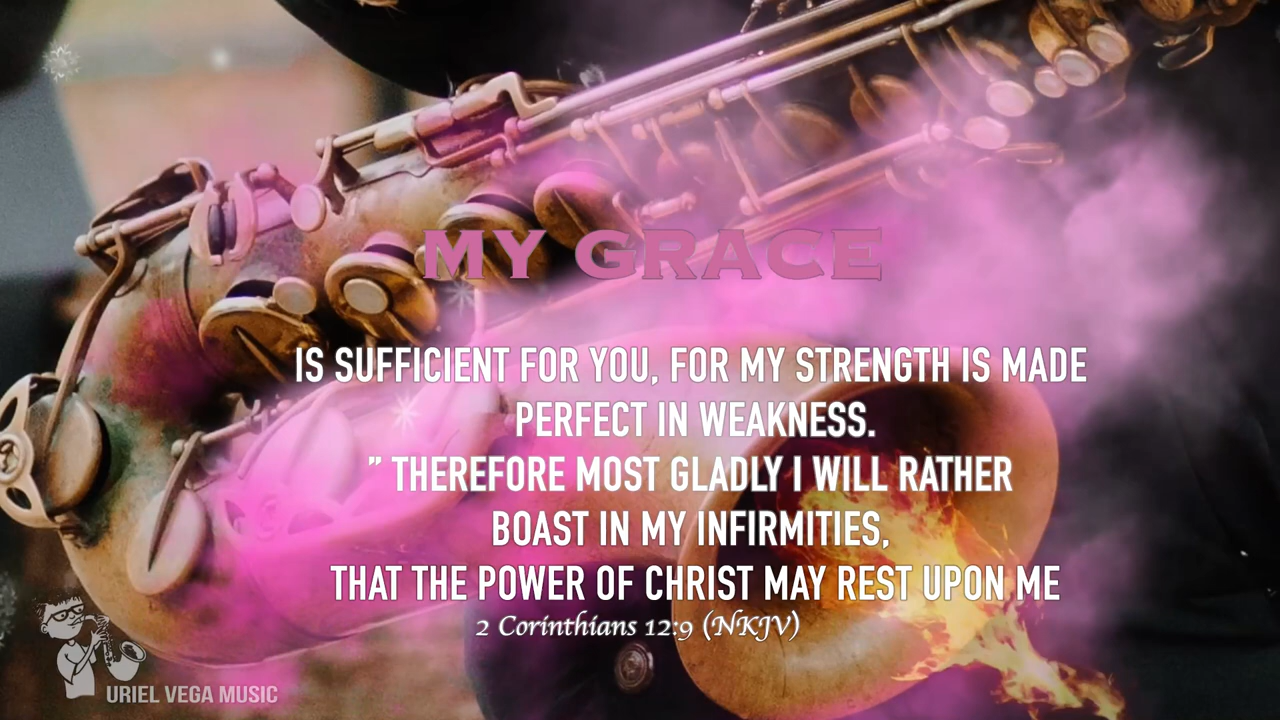 MY GRACE
IS SUFFICIENT FOR YOU, FOR MY STRENGTH IS MADE
PERFECT IN WEAKNESS.
” THEREFORE MOST GLADLY I WILL RATHER
BOAST IN MY INFIRMITIES,
THAT THE POWER OF CHRIST MAY REST UPON ME
2 Corinthians 12:9 (NKJV)
URIEL VEGA MUSIC